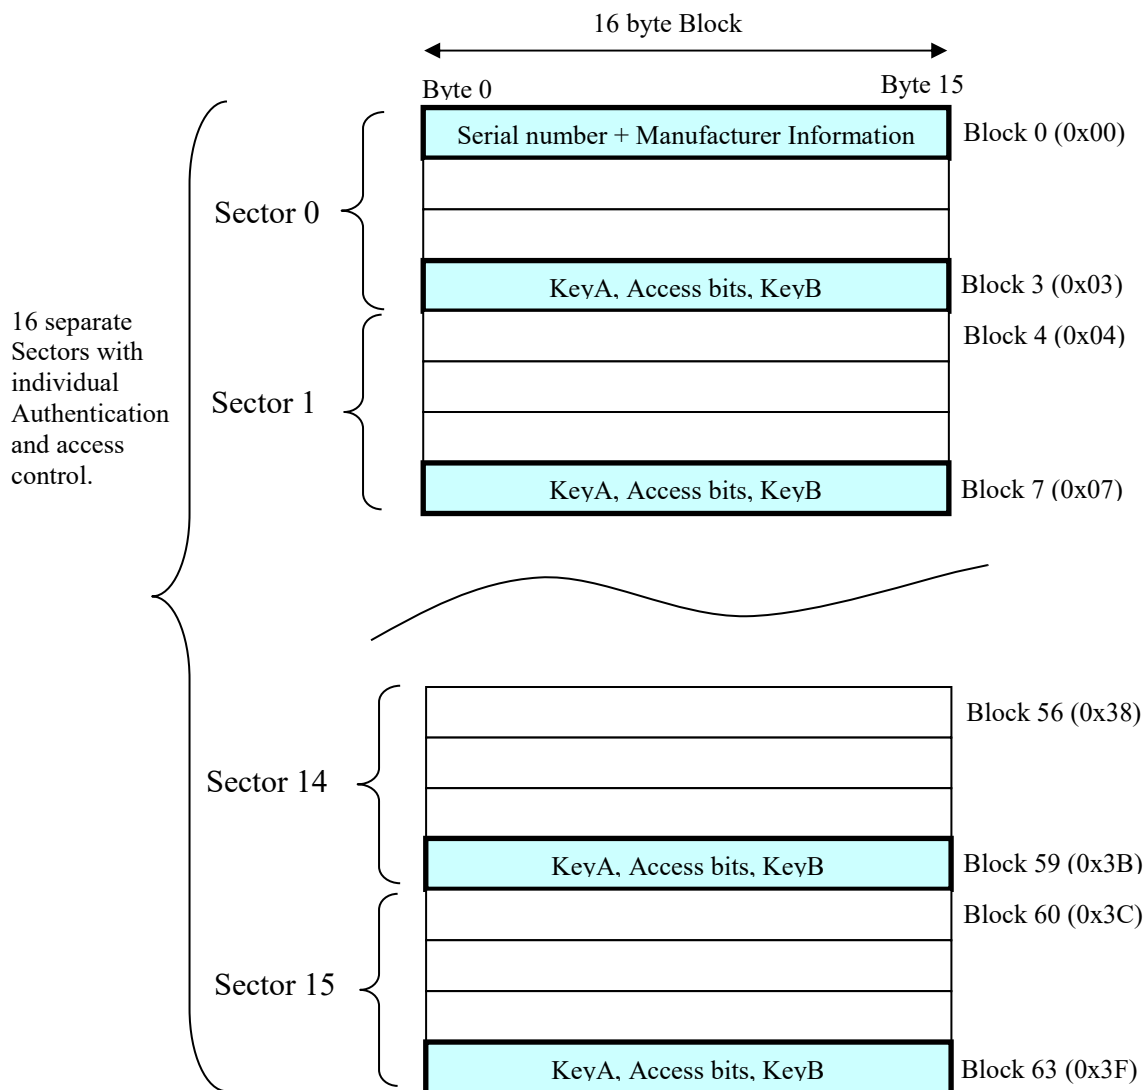 16 byte Block
Byte 0
Byte 15
Serial number + Manufacturer Information
Block 0 (0x00)
Sector 0
KeyA, Access bits, KeyB
Block 3 (0x03)
Block 4 (0x04)
16 separate
Sectors with
individual
Authentication
and access
control.
Sector 1
KeyA, Access bits, KeyB
Block 7 (0x07)
Block 56 (0x38)
Sector 14
KeyA, Access bits, KeyB
Block 59 (0x3B)
Block 60 (0x3C)
Sector 15
KeyA, Access bits, KeyB
Block 63 (0x3F)